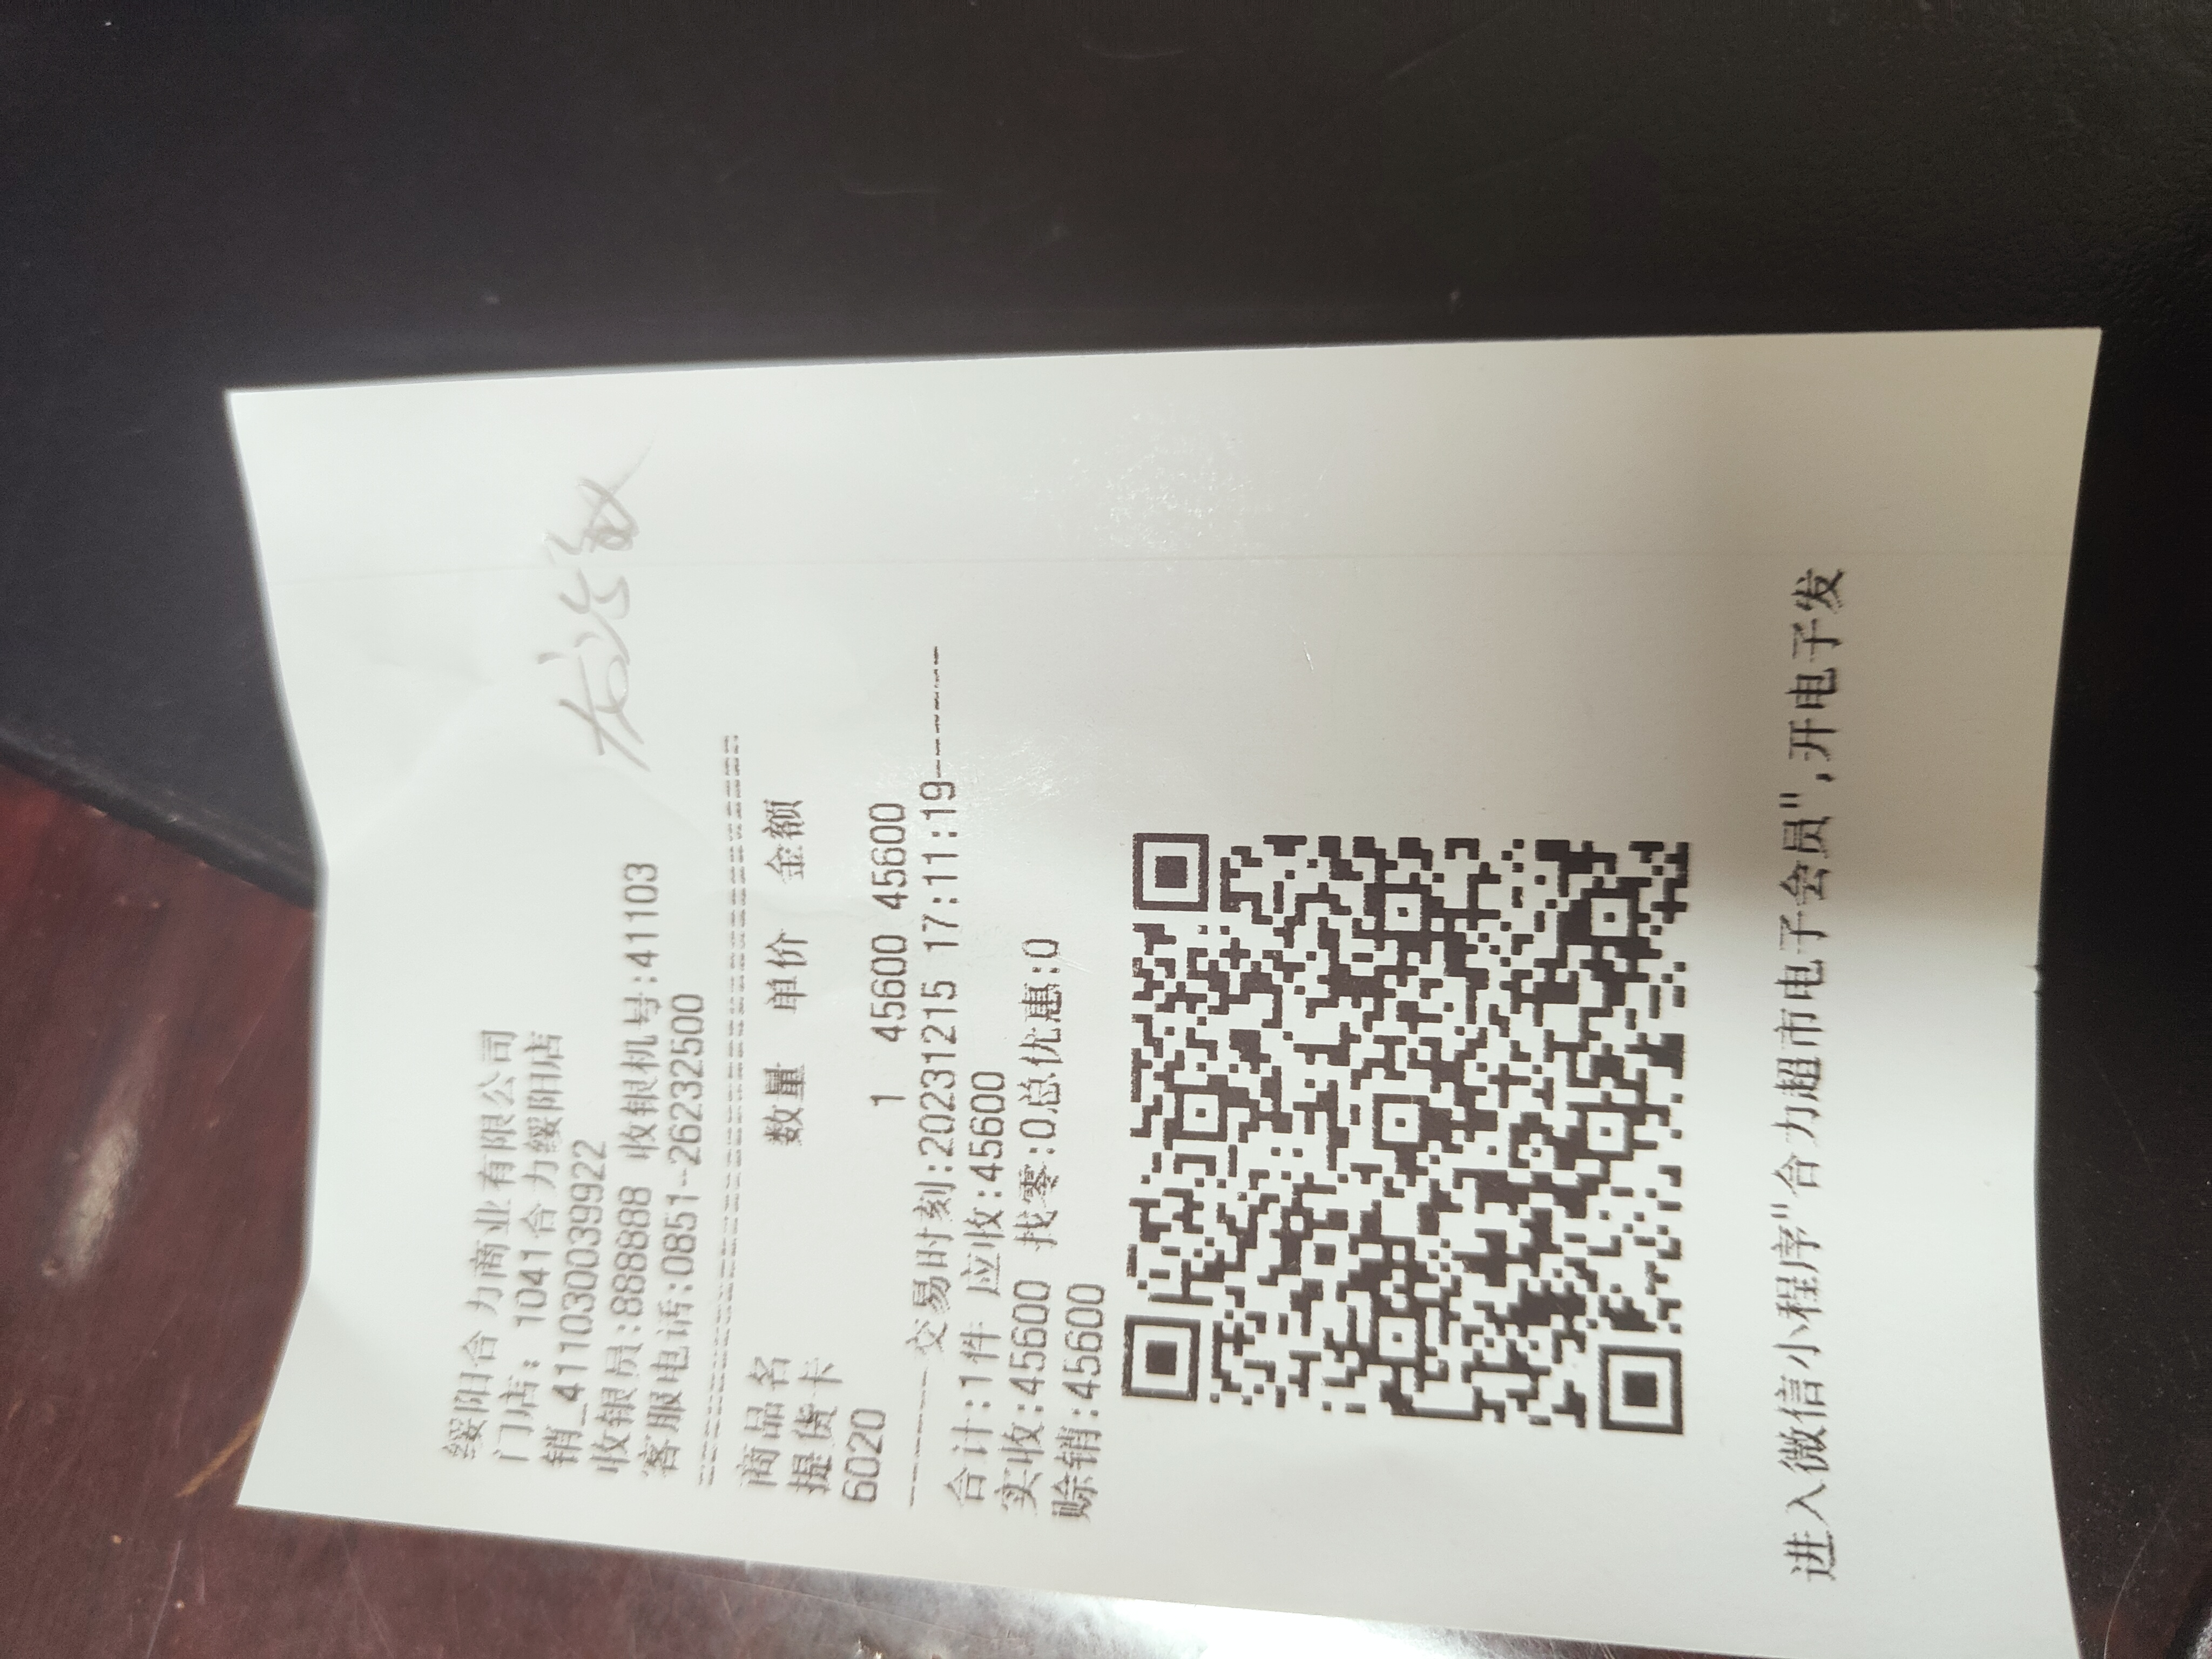 绥阳合力商业有限公司
门店: 1041合力绥阳店
销_411030039922
收银员:888888 收银机号:41103
客服电话:0851-26232500
商品名 数量 单价 金额
提货卡
6020 1 45600 45600
交易时刻:20231215 17:11:19
合计:1件 应收:45600
实收:45600 找零:0总优惠:0
赊销:45600
进入微信小程序"合力超市电子会员",开电子发